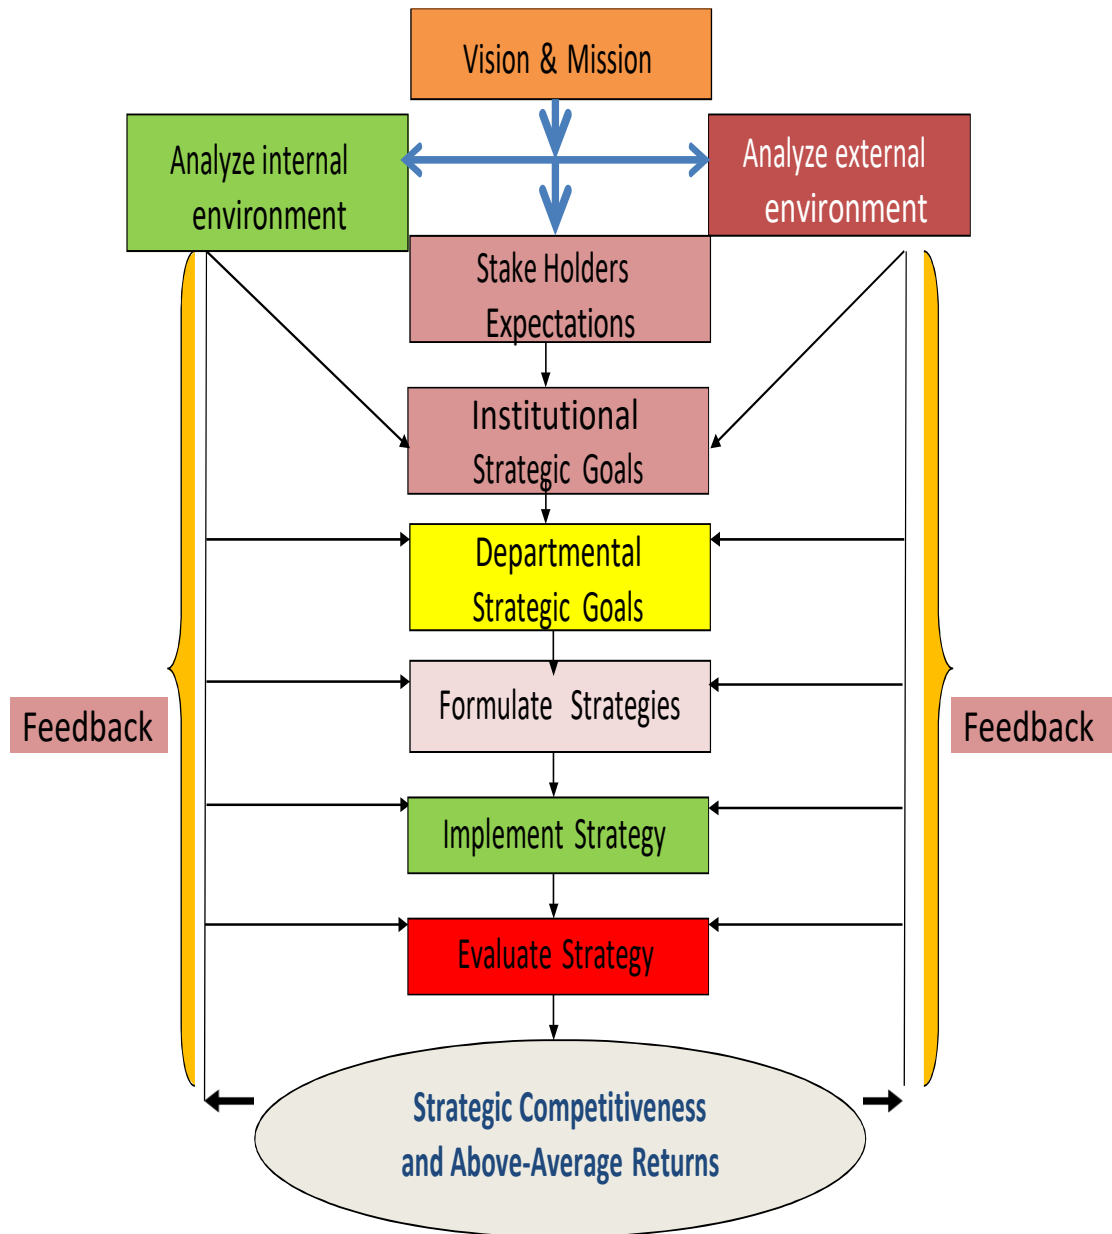 Vision & Mission
Analyze internal
environment
Analyze external
environment
Stake Holders
Expectations
Institutional
Strategic Goals
Departmental
Strategic Goals
Formulate Strategies
Feedback
Feedback
Implement Strategy
Evaluate Strategy
Strategic Competitiveness
and Above-Average Returns